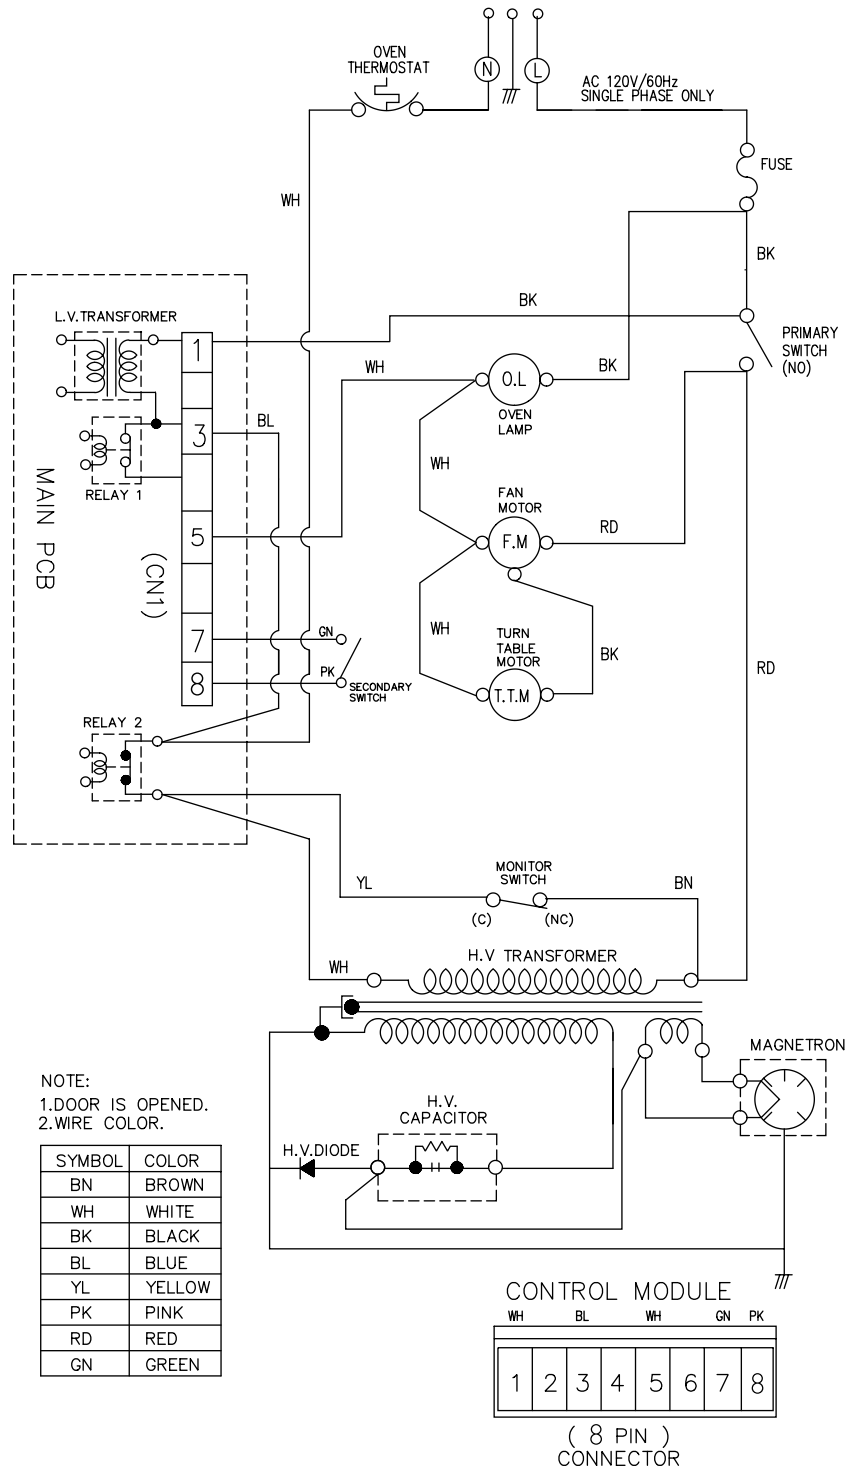 OVEN
THERMOSTAT
N
L
AC 120V/60Hz
SINGLE PHASE ONLY
FUSE
WH
BK
BK
L.V.TRANSFORMER
1
PRIMARY
SWITCH
(NO)
WH
O.L
BK
OVEN
LAMP
BL
3
RELAY 1
WH
MAIN PCB
FAN
MOTOR
5
F.M
RD
(CN1)
7
GN
WH
TURN
TABLE
MOTOR
BK
8
PK
SECONDARY
SWITCH
T.T.M
RD
RELAY 2
MONITOR
SWITCH
YL
BN
(C)
(NC)
H.V TRANSFORMER
WH
MAGNETRON
NOTE:
1.DOOR IS OPENED.
2.WIRE COLOR.
H.V.
CAPACITOR
H.V.DIODE
SYMBOL COLOR
BN BROWN
WH WHITE
BK BLACK
BL BLUE
YL YELLOW
PK PINK
RD RED
GN GREEN
CONTROL MODULE
WH BL WH GN PK
1 2 3 4 5 6 7 8
( 8 PIN )
CONNECTOR